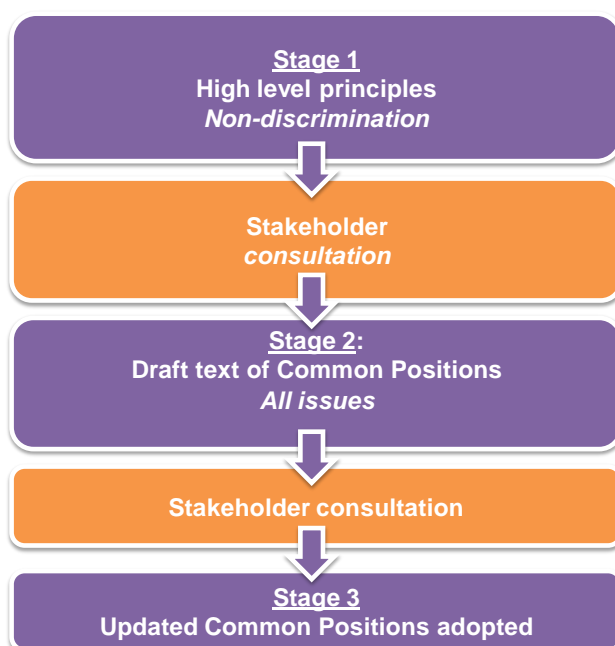 Stage 1
High level principles
Non-discrimination
Stakeholder
consultation
Stage 2:
Draft text of Common Positions
All issues
Stakeholder consultation
Stage 3
Updated Common Positions adopted